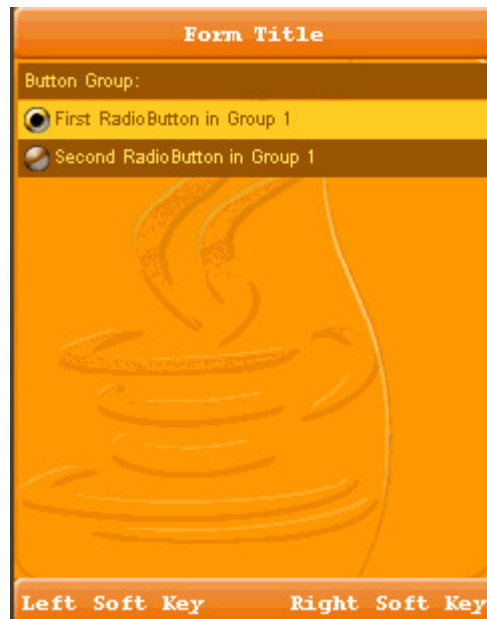 Form Title
Button Group:
First RadioButton in Group 1
Second RadioButton in Group 1
Left Soft Key Right Soft Key